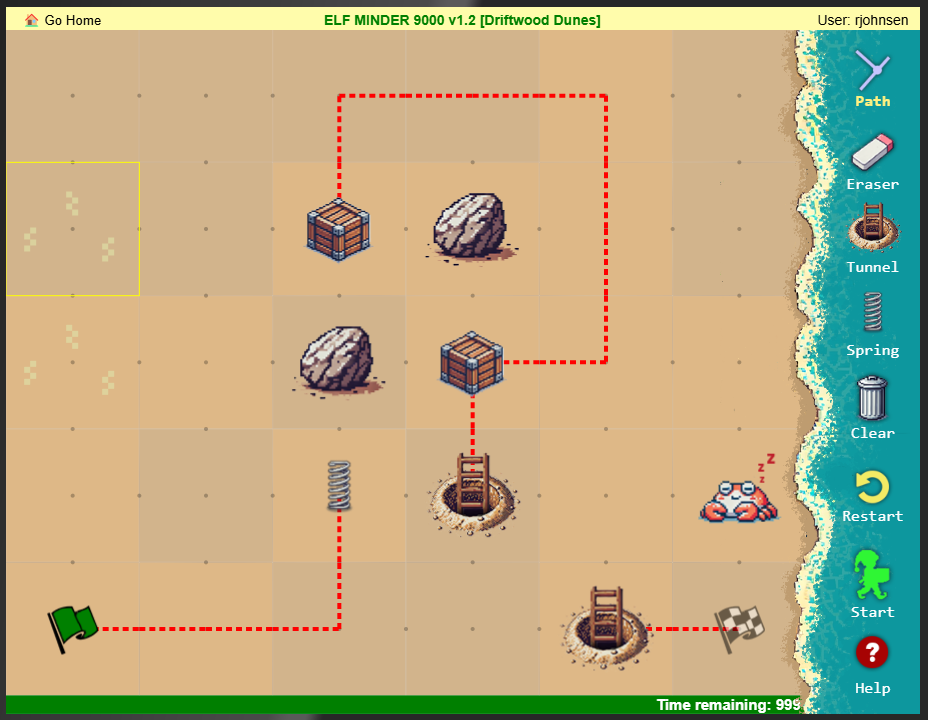 Go Home
ELF MINDER 9000 v1.2 [Driftwood Dunes]
User: rjohnsen
Path
Eraser
Tunnel
Spring
Clear
z
z
z
Restart
Start
?
Help
Time remaining: 999